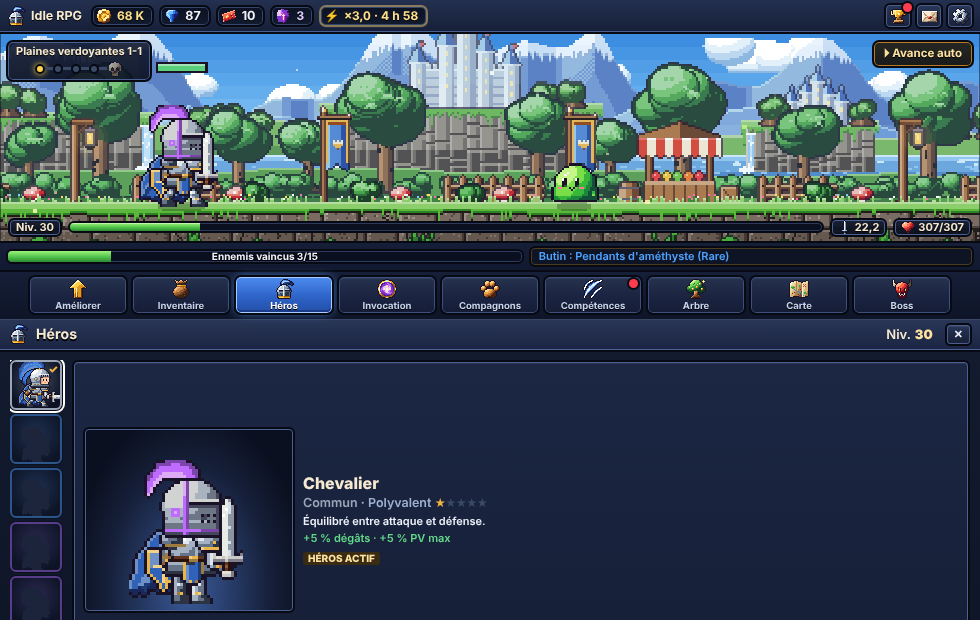 Idle RPG
68 K
87
10
3
×3,0 · 4 h 58
Plaines verdoyantes 1-1
Avance auto
Niv. 30
22,2
307/307
Ennemis vaincus 3/15
Butin : Pendants d'améthyste (Rare)
Améliorer
Inventaire
Héros
Invocation
Compagnons
Compétences
Arbre
Carte
Boss
Héros
Niv. 30
×
Chevalier
Commun · Polyvalent ★★★★★★
Équilibré entre attaque et défense.
+5 % dégâts · +5 % PV max
HÉROS ACTIF